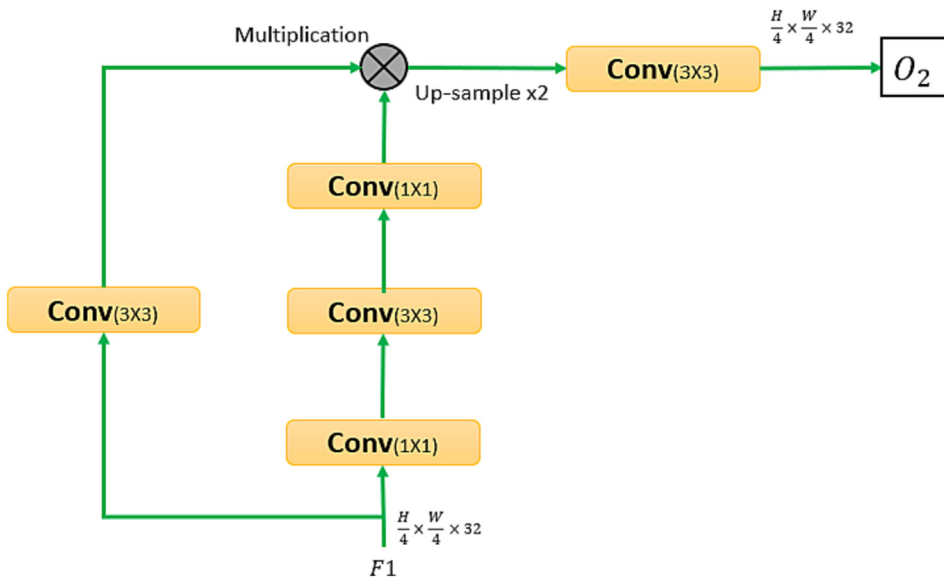 Multiplication
H/4 × W/4 × 32
Conv(3X3)
O₂
Up-sample x2
Conv(1X1)
Conv(3X3)
Conv(3X3)
Conv(1X1)
H/4 × W/4 × 32
F1